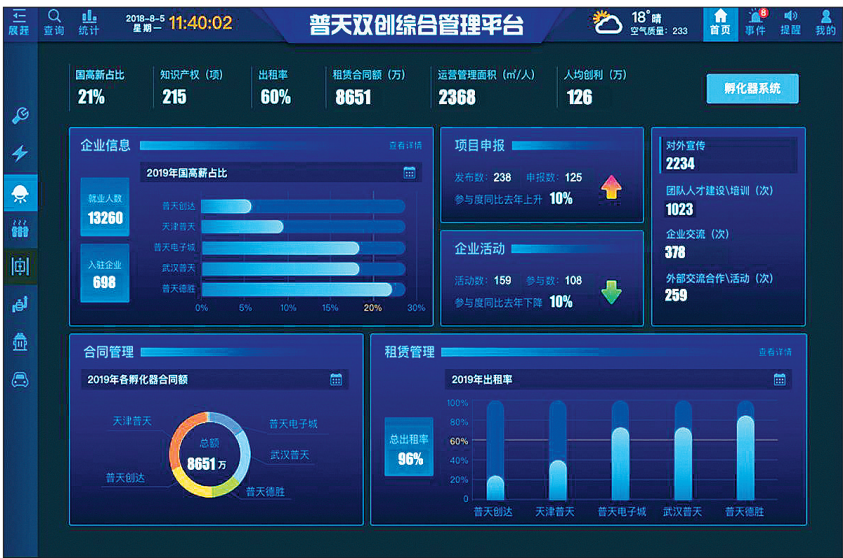 展开
查询
统计
2018-8-5
星期一
11:40:02
普天双创综合管理平台
18°晴
空气质量: 233
首页
8
事件
提醒
我的
国高新占比
21%
知识产权（项）
215
出租率
60%
租赁合同额（万）
8651
运营管理面积（㎡/人）
2368
人均创利（万）
126
孵化器系统
企业信息
查看详情
2019年国高薪占比
就业人数
13260
入驻企业
698
普天创达
天津普天
普天电子城
武汉普天
普天德胜
0% 5% 10% 15% 20% 25% 30%
项目申报
发布数: 238 申报数: 125
参与度同比去年上升 10%
企业活动
活动数: 159 参与数: 108
参与度同比去年下降 10%
对外宣传
2234
团队人才建设\培训（次）
1023
企业交流（次）
378
外部交流合作\活动（次）
259
合同管理
2019年各孵化器合同额
天津普天
普天电子城
总额
8651万
武汉普天
普天创达
普天德胜
租赁管理
查看详情
2019年出租率
总出租率
96%
100%
80%
60%
40%
20%
0
普天创达 天津普天 普天电子城 武汉普天 普天德胜